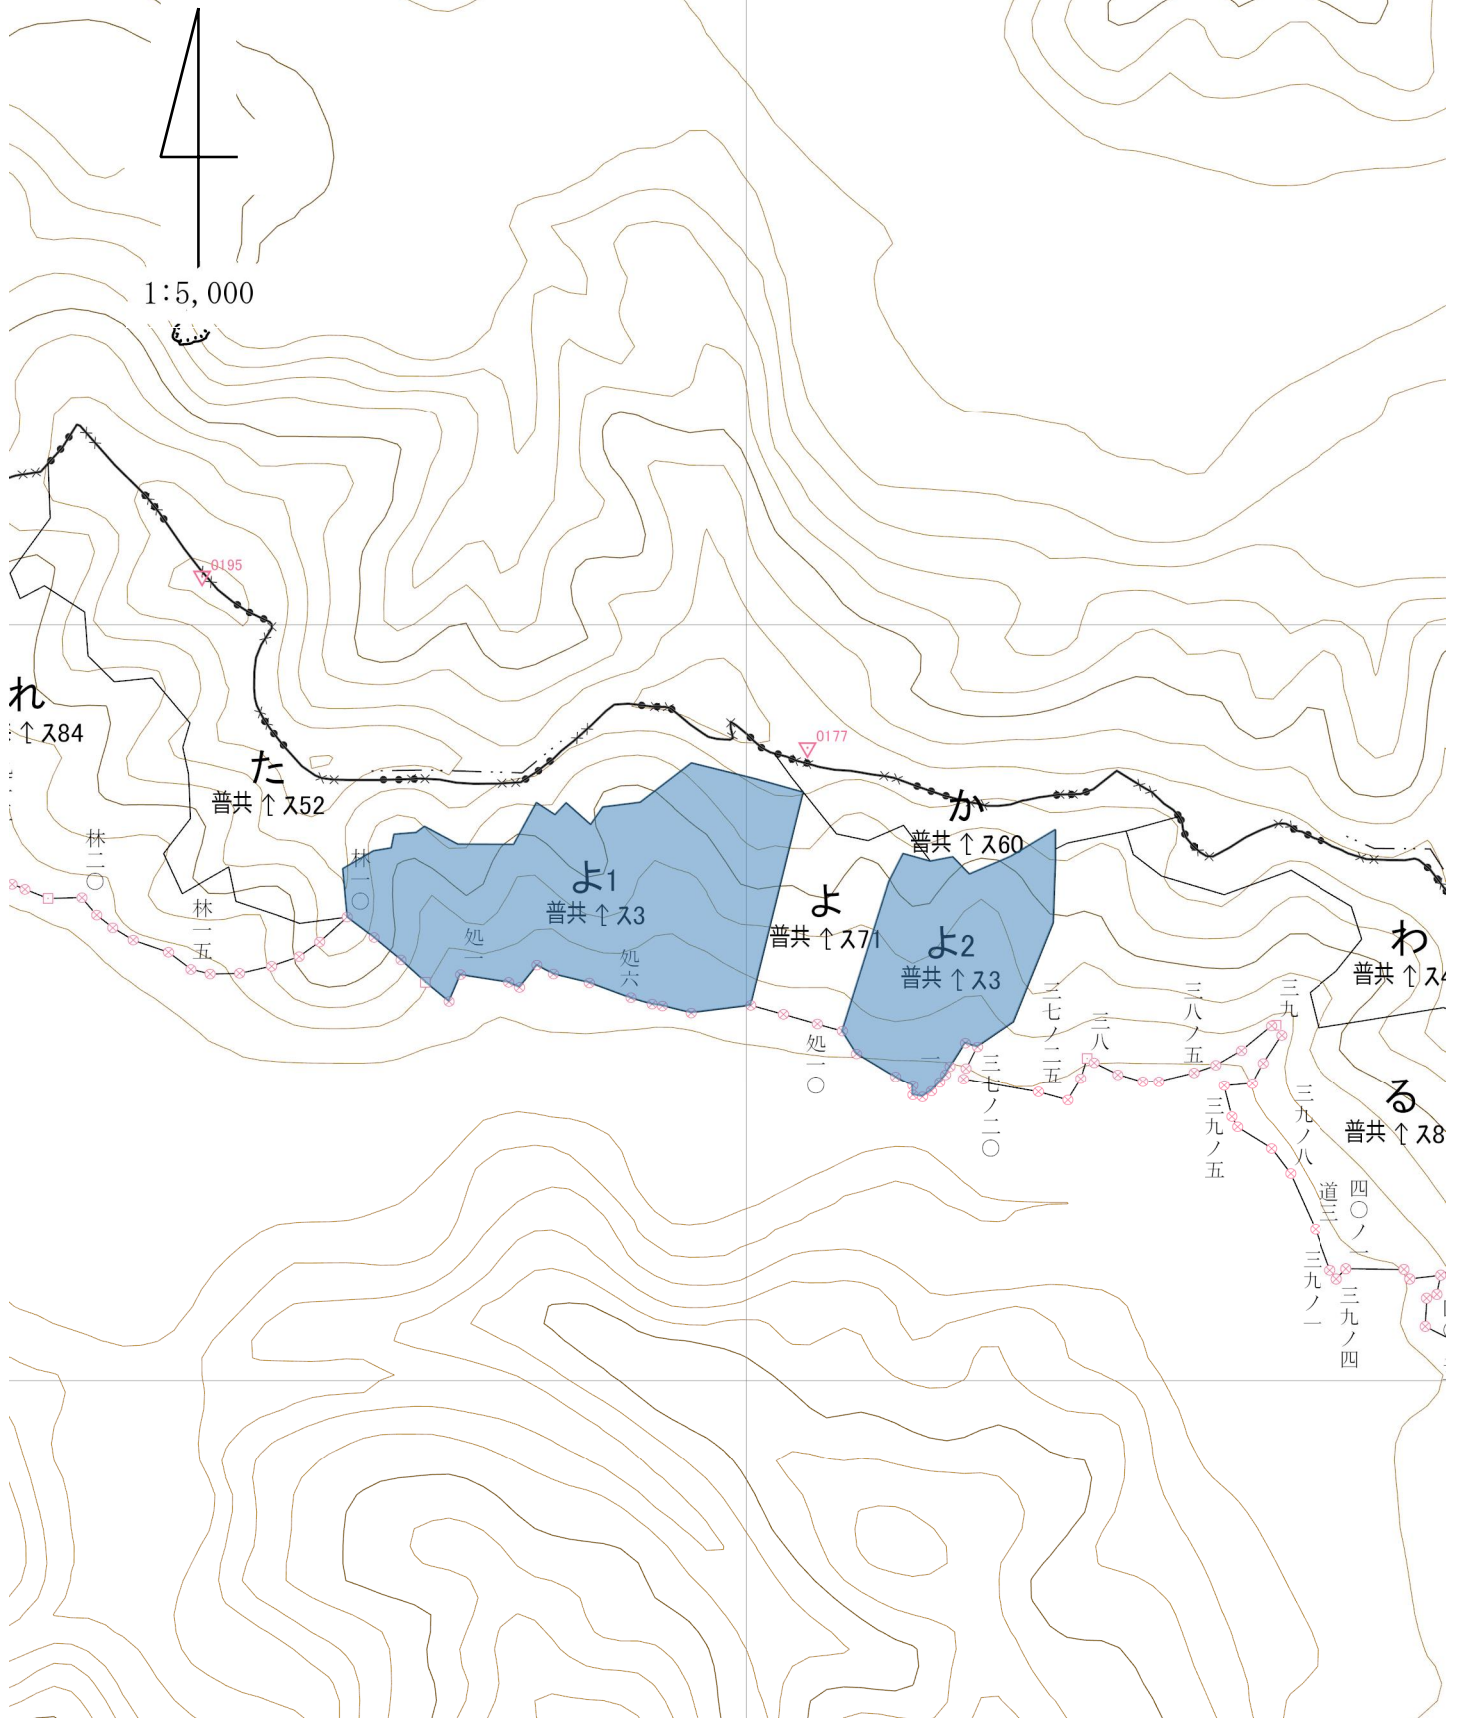 1:5,000
0195
0177
れ
ス84
た
普共 ス52
か
普共 ス60
よ1
普共 ス3
よ
普共 ス71
よ2
普共 ス3
わ
普共 ス4
る
普共 ス8
林二〇
林一五
林一〇
処一
処六
処一〇
一
三七ノ二〇
三七ノ二五
三八
三八ノ五
三九
三九ノ五
三九ノ八
道三
四〇ノ一
三九ノ一
三九ノ四